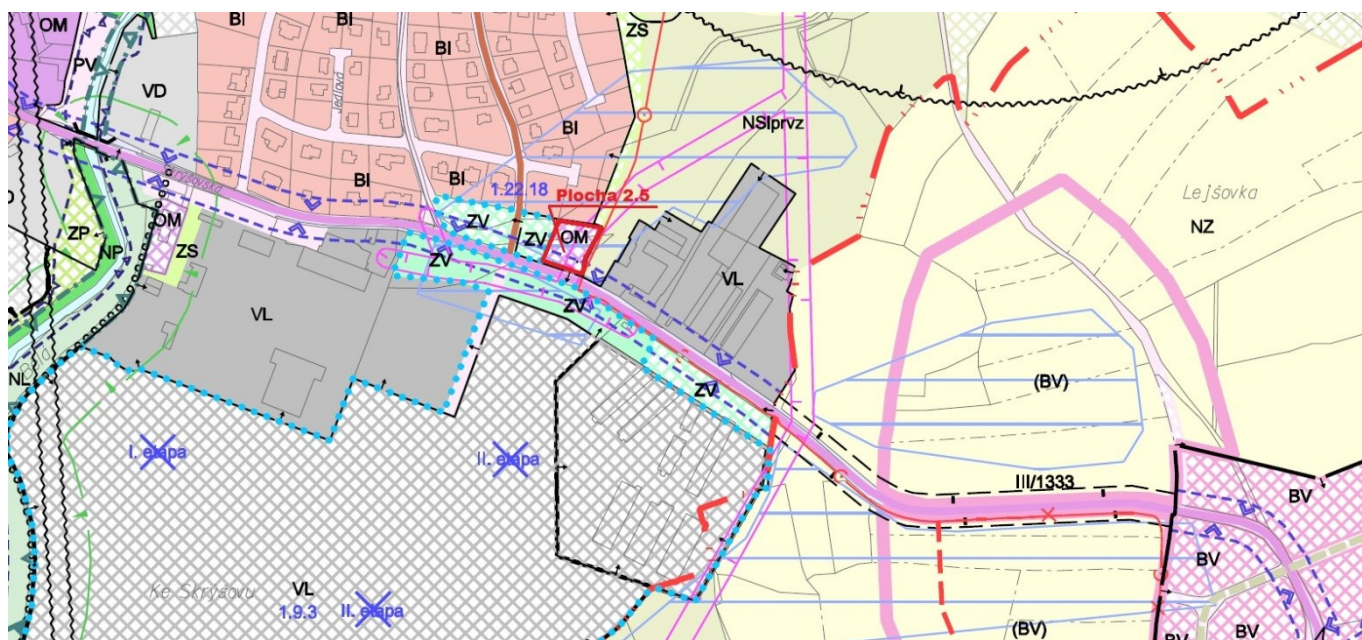 OM
BI
BI
BI
ZS
PV
VD
BI
BI
NSIprvz
Lejšovka
NZ
BI
BI
1.22.18
Plocha 2.5
OM
ZV
ZV
OM
ZP
NP
ZS
ZV
VL
VL
ZV
NL
ZV
(BV)
I. etapa
II. etapa
III/1333
BV
BV
BV
Ke Skrýšovu
VL
1.9.3
II. etapa
(BV)
BV
BV